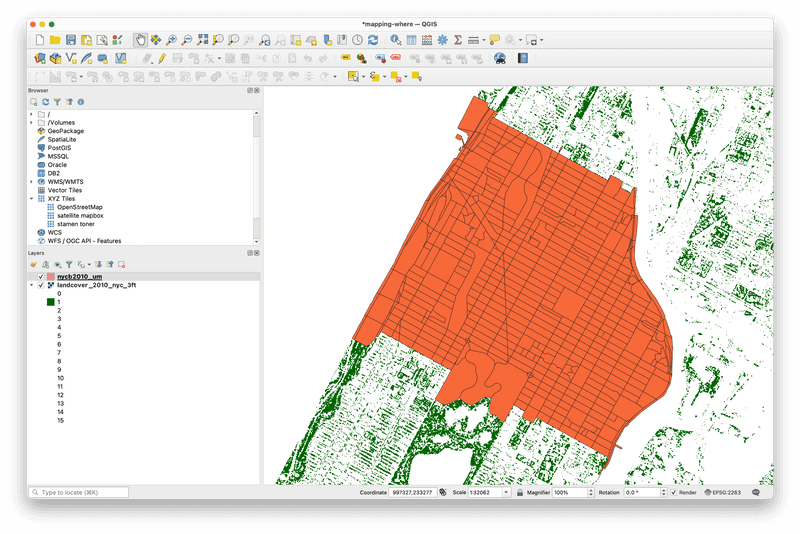 *mapping-where — QGIS
Browser
/
/Volumes
GeoPackage
SpatiaLite
PostGIS
MSSQL
Oracle
DB2
WMS/WMTS
Vector Tiles
XYZ Tiles
OpenStreetMap
satellite mapbox
stamen toner
WCS
WFS / OGC API - Features
Layers
nycb2010_um
landcover_2010_nyc_3ft
0
1
2
3
4
5
6
7
8
9
10
11
12
13
14
15
Type to locate (⌘K)
Coordinate 997327,233277 Scale 1:32062 Magnifier 100% Rotation 0.0 ° Render EPSG:2263